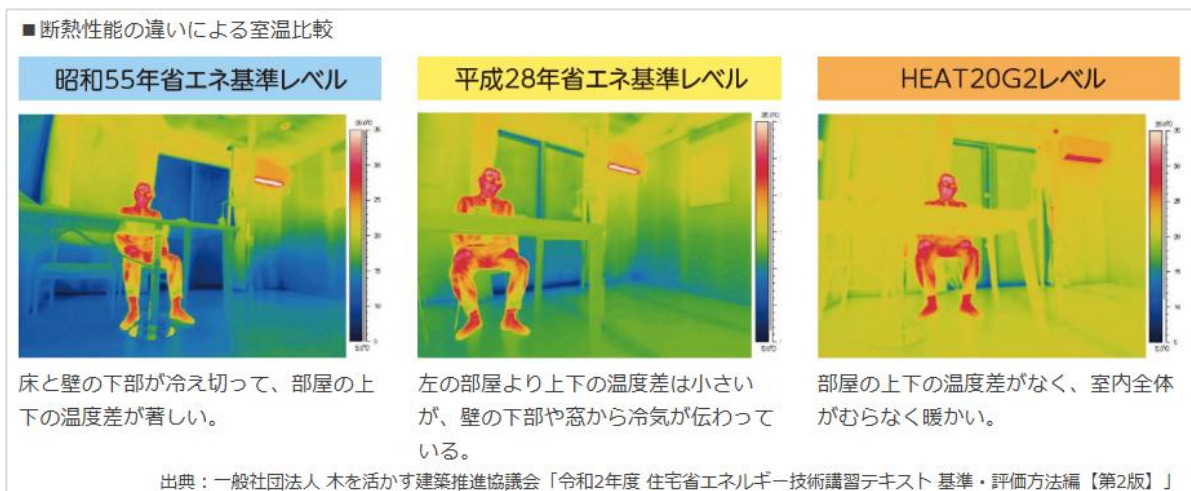 ■断熱性能の違いによる室温比較
昭和55年省エネ基準レベル
平成28年省エネ基準レベル
HEAT20G2レベル
床と壁の下部が冷え切って、部屋の上
下の温度差が著しい。
左の部屋より上下の温度差は小さい
が、壁の下部や窓から冷気が伝わって
いる。
部屋の上下の温度差がなく、室内全体
がむらなく暖かい。
出典：一般社団法人 木を活かす建築推進協議会「令和2年度 住宅省エネルギー技術講習テキスト 基準・評価方法編【第2版】」